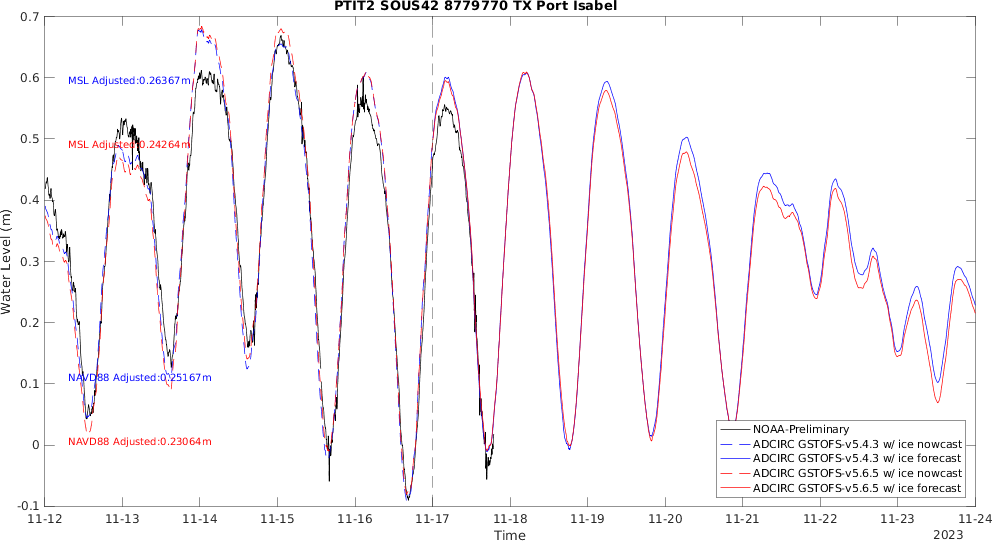 PTIT2 SOUS42 8779770 TX Port Isabel
0.7
0.6
0.5
0.4
0.3
0.2
0.1
0
-0.1
Water Level (m)
MSL Adjusted:0.26367m
MSL Adjusted:0.24264m
NAVD88 Adjusted:0.25167m
NAVD88 Adjusted:0.23064m
NOAA-Preliminary
ADCIRC GSTOFS-v5.4.3 w/ ice nowcast
ADCIRC GSTOFS-v5.4.3 w/ ice forecast
ADCIRC GSTOFS-v5.6.5 w/ ice nowcast
ADCIRC GSTOFS-v5.6.5 w/ ice forecast
11-12 11-13 11-14 11-15 11-16 11-17 11-18 11-19 11-20 11-21 11-22 11-23 11-24
Time
2023